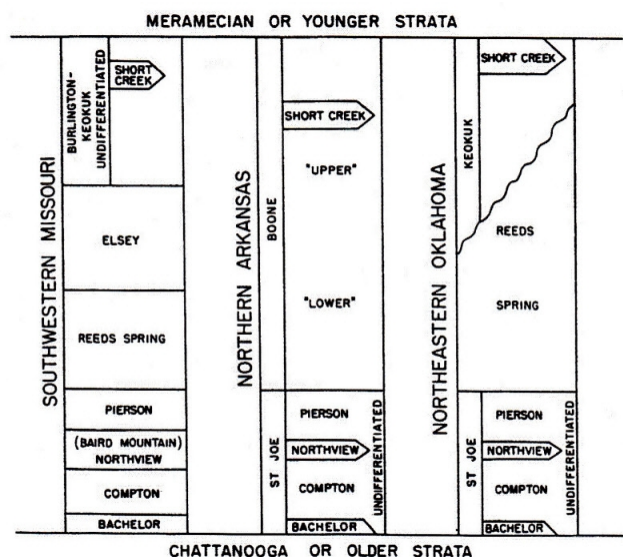 MERAMECIAN OR YOUNGER STRATA
SOUTHWESTERN MISSOURI
BURLINGTON-
KEOKUK
UNDIFFERENTIATED
SHORT
CREEK
ELSEY
REEDS SPRING
PIERSON
(BAIRD MOUNTAIN)
NORTHVIEW
COMPTON
BACHELOR
NORTHERN ARKANSAS
BOONE
SHORT CREEK
"UPPER"
"LOWER"
ST JOE
PIERSON
NORTHVIEW
COMPTON
BACHELOR
UNDIFFERENTIATED
NORTHEASTERN OKLAHOMA
KEOKUK
SHORT CREEK
REEDS
SPRING
ST JOE
PIERSON
NORTHVIEW
COMPTON
BACHELOR
UNDIFFERENTIATED
CHATTANOOGA OR OLDER STRATA